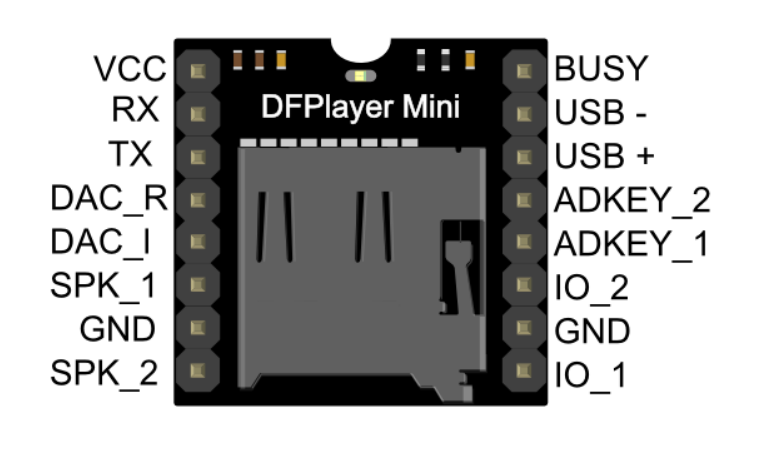 VCC
RX
TX
DAC_R
DAC_I
SPK_1
GND
SPK_2
DFPlayer Mini
BUSY
USB -
USB +
ADKEY_2
ADKEY_1
IO_2
GND
IO_1